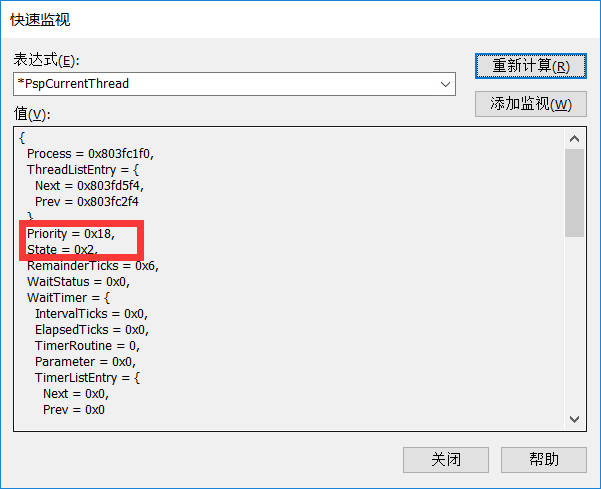 快速监视
表达式(E):
重新计算(R)
*PspCurrentThread
添加监视(W)
值(V):
{
Process = 0x803fc1f0,
ThreadListEntry = {
Next = 0x803fd5f4,
Prev = 0x803fc2f4
}
Priority = 0x18,
State = 0x2,
RemainderTicks = 0x6,
WaitStatus = 0x0,
WaitTimer = {
IntervalTicks = 0x0,
ElapsedTicks = 0x0,
TimerRoutine = 0,
Parameter = 0x0,
TimerListEntry = {
Next = 0x0,
Prev = 0x0
关闭
帮助